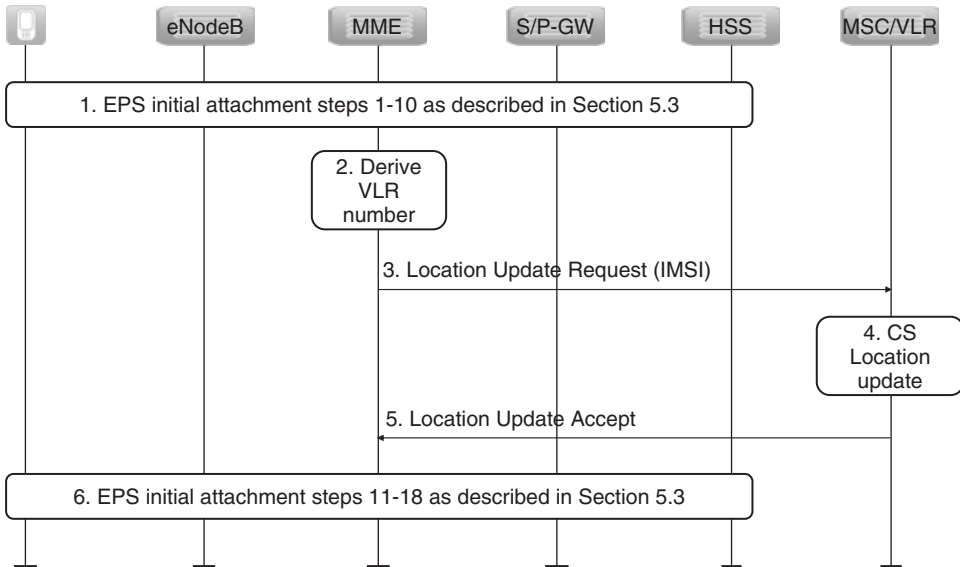 eNodeB MME S/P-GW HSS MSC/VLR
1. EPS initial attachment steps 1-10 as described in Section 5.3
2. Derive
VLR
number
3. Location Update Request (IMSI)
4. CS
Location
update
5. Location Update Accept
6. EPS initial attachment steps 11-18 as described in Section 5.3